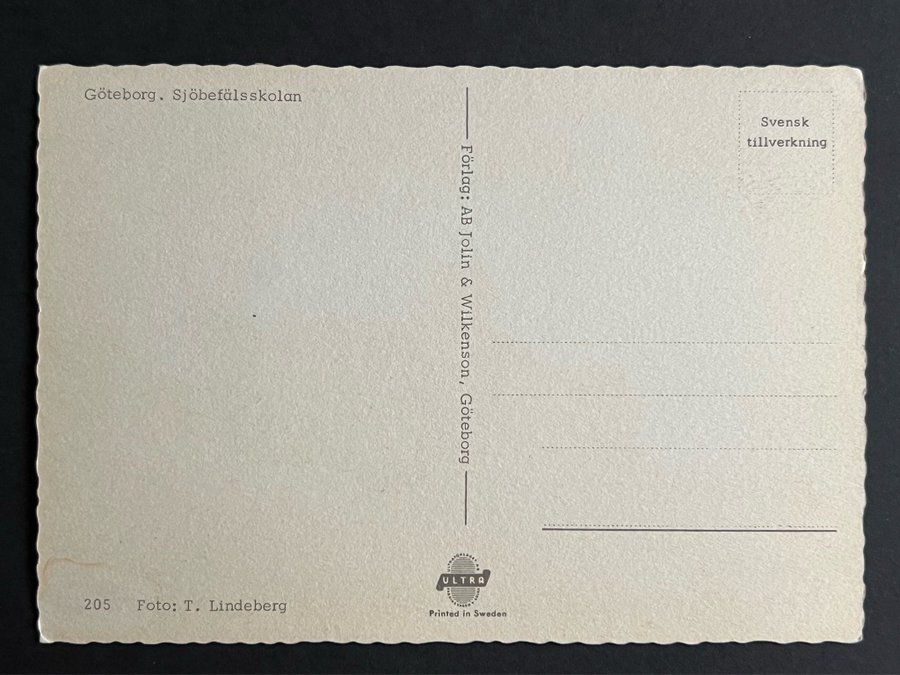 Göteborg. Sjöbefälsskolan
Svensk
tillverkning
Förlag: AB Jolin & Wilkenson, Göteborg
205 Foto: T. Lindeberg
ULTRA
Printed in Sweden